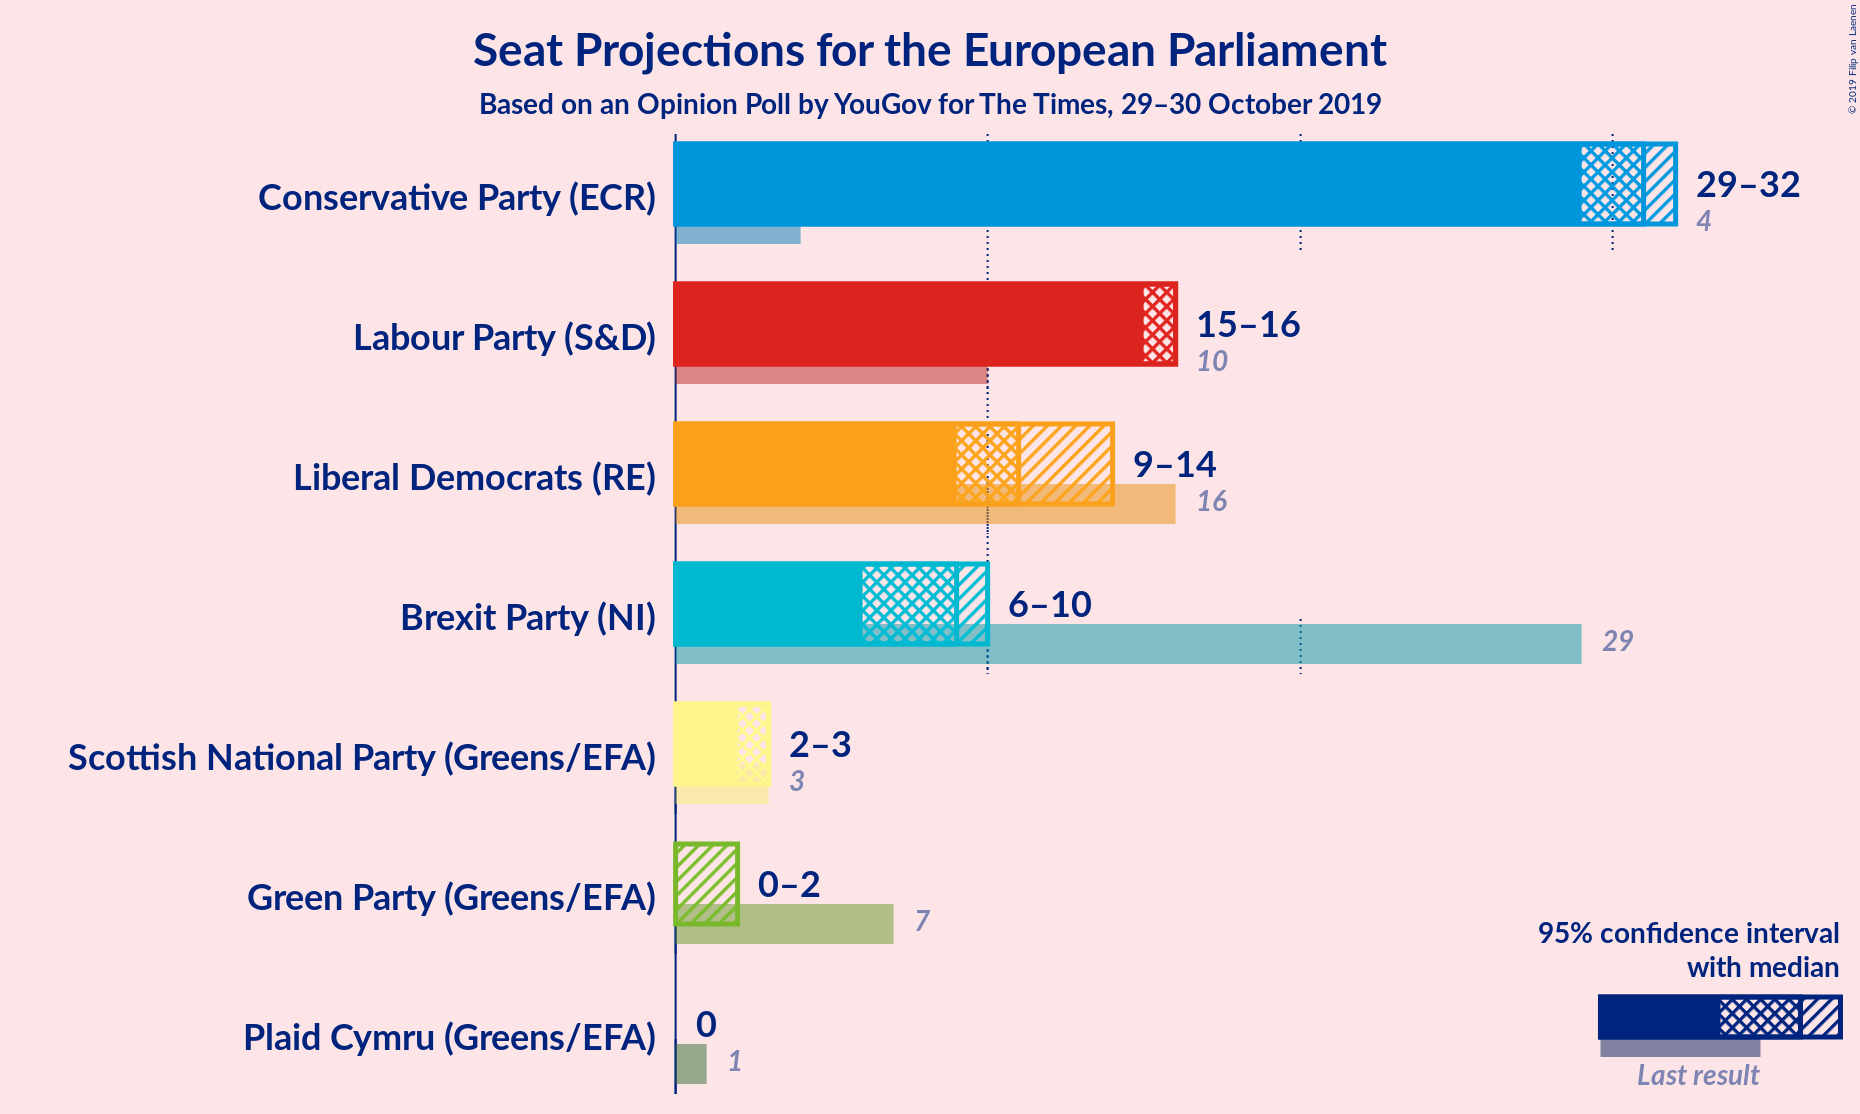 Seat Projections for the European Parliament
Based on an Opinion Poll by YouGov for The Times, 29–30 October 2019
© 2019 Filip van Laenen
Conservative Party (ECR)
29–32
4
Labour Party (S&D)
15–16
10
Liberal Democrats (RE)
9–14
16
Brexit Party (NI)
6–10
29
Scottish National Party (Greens/EFA)
2–3
3
Green Party (Greens/EFA)
0–2
7
Plaid Cymru (Greens/EFA)
0
1
95% confidence interval
with median
Last result